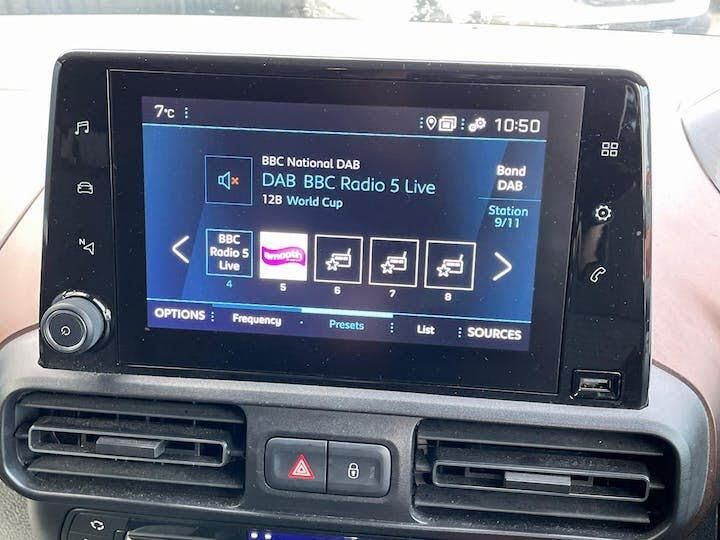 7°C
10:50
BBC National DAB
DAB BBC Radio 5 Live
12B World Cup
Band
DAB
Station
9/11
BBC
Radio 5
Live
smooth
4
5
6
7
8
OPTIONS
Frequency
Presets
List
SOURCES
N